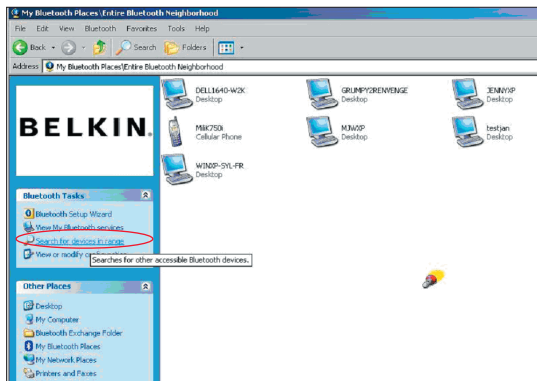 My Bluetooth Places\Entire Bluetooth Neighborhood
File Edit View Bluetooth Favorites Tools Help
Back Search Folders
Address My Bluetooth Places\Entire Bluetooth Neighborhood
BELKIN.
DELL1640-W2K
Desktop
GRUMPY2RENVENGE
Desktop
JENNYXP
Desktop
MiiK750i
Cellular Phone
MJWXP
Desktop
testjan
Desktop
WINXP-SYL-FR
Desktop
Bluetooth Tasks
Bluetooth Setup Wizard
View My Bluetooth services
Search for devices in range
View or modify
Searches for other accessible Bluetooth devices.
Other Places
Desktop
My Computer
Bluetooth Exchange Folder
My Bluetooth Places
My Network Places
Printers and Faxes